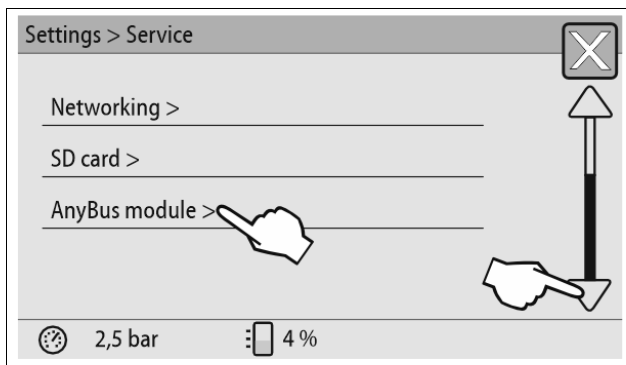 Settings > Service
X
Networking >
SD card >
AnyBus module >
2,5 bar 4 %